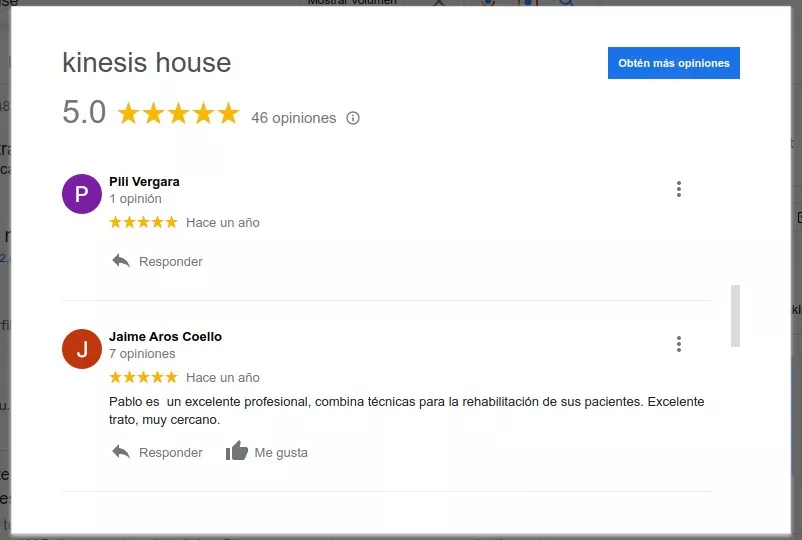 Mostrar volumen
kinesis house
Obtén más opiniones
5.0
46 opiniones
P
Pili Vergara
1 opinión
Hace un año
Responder
J
Jaime Aros Coello
7 opiniones
Hace un año
Pablo es  un excelente profesional, combina técnicas para la rehabilitación de sus pacientes. Excelente
trato, muy cercano.
Responder
Me gusta